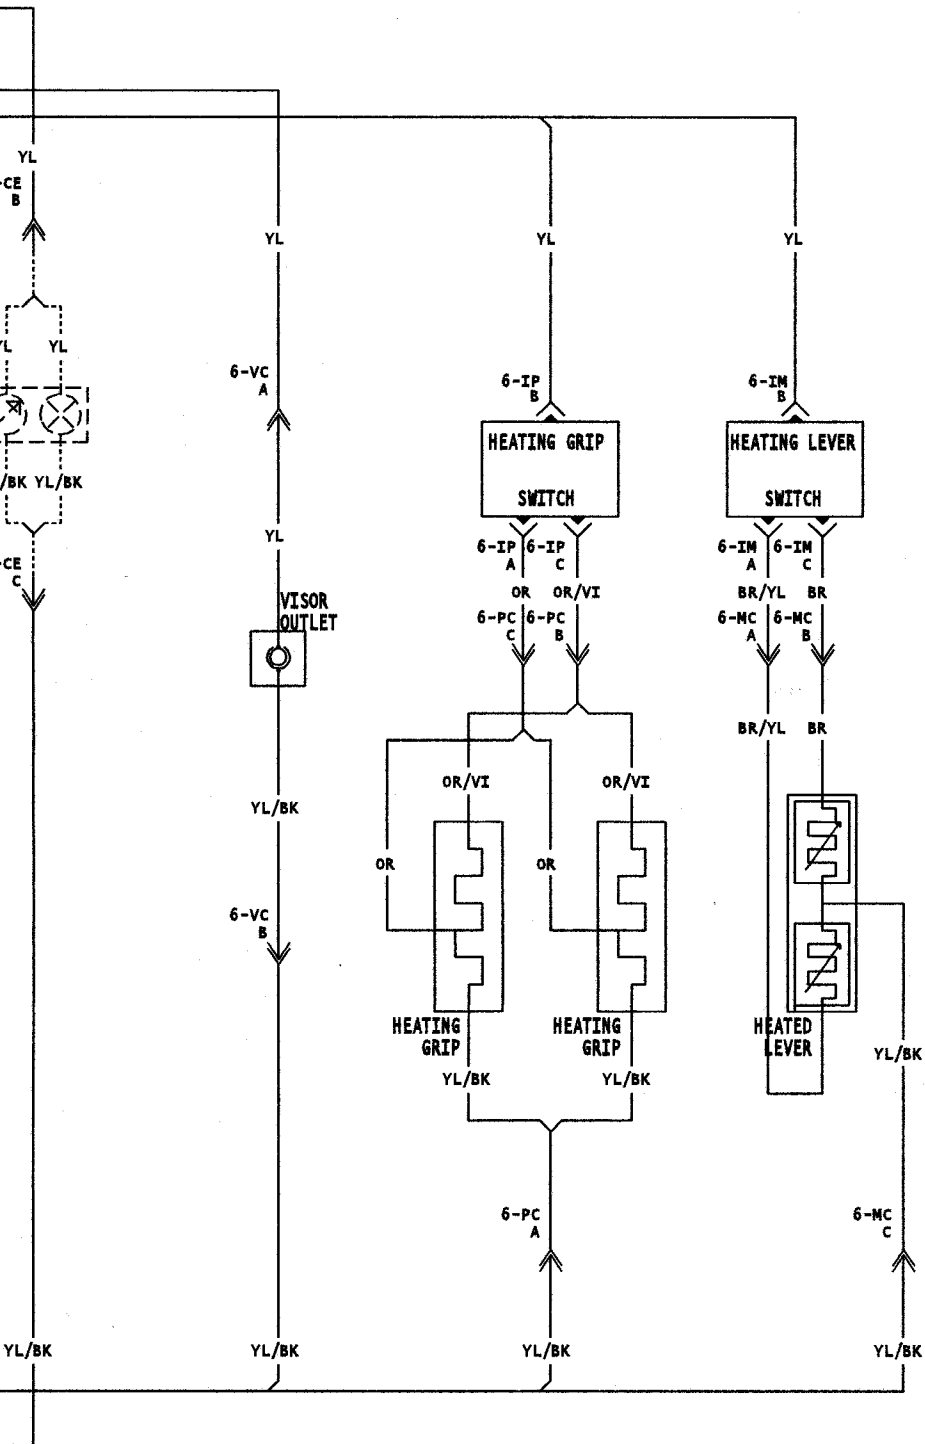 YL
-CE
B
YL
YL
YL
YL YL
6-VC
A
6-IP
B
6-IM
B
HEATING GRIP
SWITCH
HEATING LEVER
SWITCH
/BK YL/BK
YL
-CE
C
6-IP 6-IP
A C
6-IM 6-IM
A C
OR OR/VI
BR/YL BR
VISOR
OUTLET
6-PC 6-PC
C B
6-MC 6-MC
A B
BR/YL BR
OR/VI OR/VI
YL/BK
OR OR
6-VC
B
HEATING
GRIP
HEATING
GRIP
HEATED
LEVER
YL/BK
YL/BK YL/BK
6-PC
A
6-MC
C
YL/BK YL/BK YL/BK YL/BK